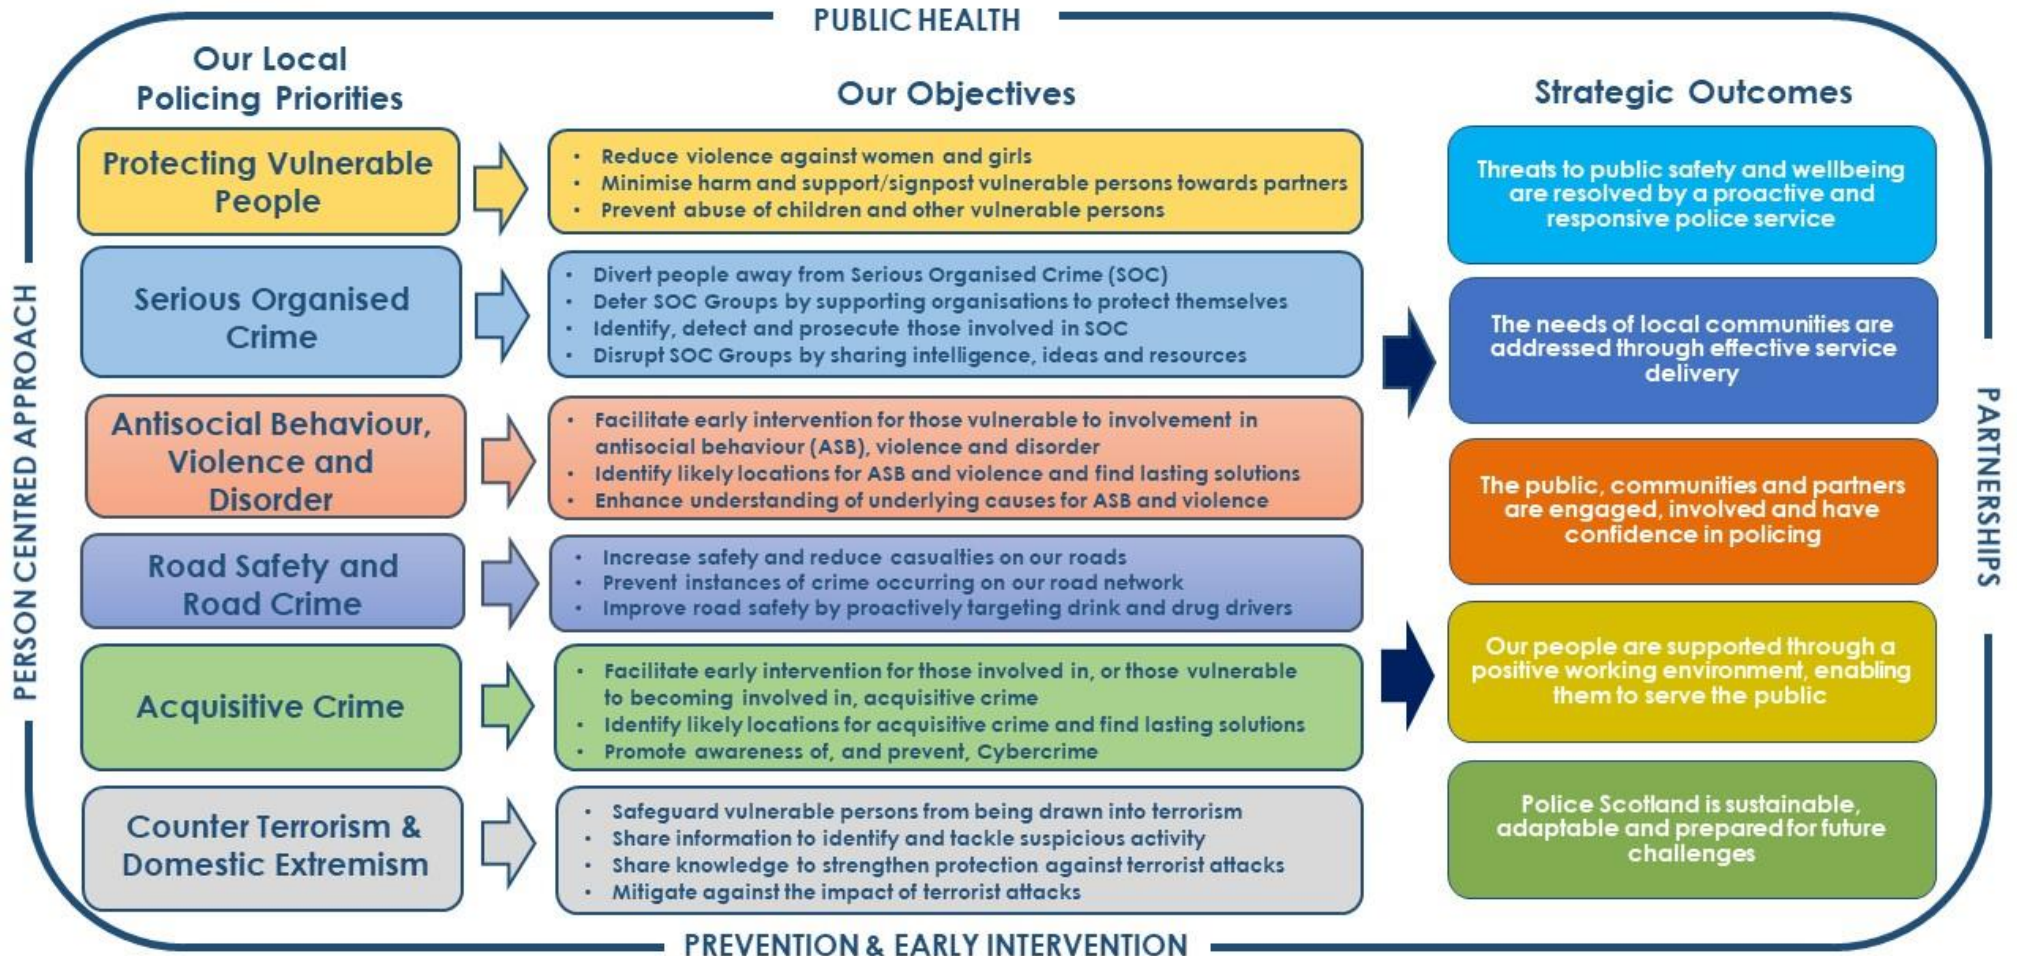 PUBLIC HEALTH
Our Local
Policing Priorities
Our Objectives
Strategic Outcomes
Protecting Vulnerable
People
• Reduce violence against women and girls
• Minimise harm and support/signpost vulnerable persons towards partners
• Prevent abuse of children and other vulnerable persons
Serious Organised
Crime
• Divert people away from Serious Organised Crime (SOC)
• Deter SOC Groups by supporting organisations to protect themselves
• Identify, detect and prosecute those involved in SOC
• Disrupt SOC Groups by sharing intelligence, ideas and resources
Antisocial Behaviour,
Violence and
Disorder
• Facilitate early intervention for those vulnerable to involvement in
antisocial behaviour (ASB), violence and disorder
• Identify likely locations for ASB and violence and find lasting solutions
• Enhance understanding of underlying causes for ASB and violence
Road Safety and
Road Crime
• Increase safety and reduce casualties on our roads
• Prevent instances of crime occurring on our road network
• Improve road safety by proactively targeting drink and drug drivers
Acquisitive Crime
• Facilitate early intervention for those involved in, or those vulnerable
to becoming involved in, acquisitive crime
• Identify likely locations for acquisitive crime and find lasting solutions
• Promote awareness of, and prevent, Cybercrime
Counter Terrorism &
Domestic Extremism
• Safeguard vulnerable persons from being drawn into terrorism
• Share information to identify and tackle suspicious activity
• Share knowledge to strengthen protection against terrorist attacks
• Mitigate against the impact of terrorist attacks
Threats to public safety and wellbeing
are resolved by a proactive and
responsive police service
The needs of local communities are
addressed through effective service
delivery
The public, communities and partners
are engaged, involved and have
confidence in policing
Our people are supported through a
positive working environment, enabling
them to serve the public
Police Scotland is sustainable,
adaptable and prepared for future
challenges
PERSON CENTRED APPROACH
PARTNERSHIPS
PREVENTION & EARLY INTERVENTION